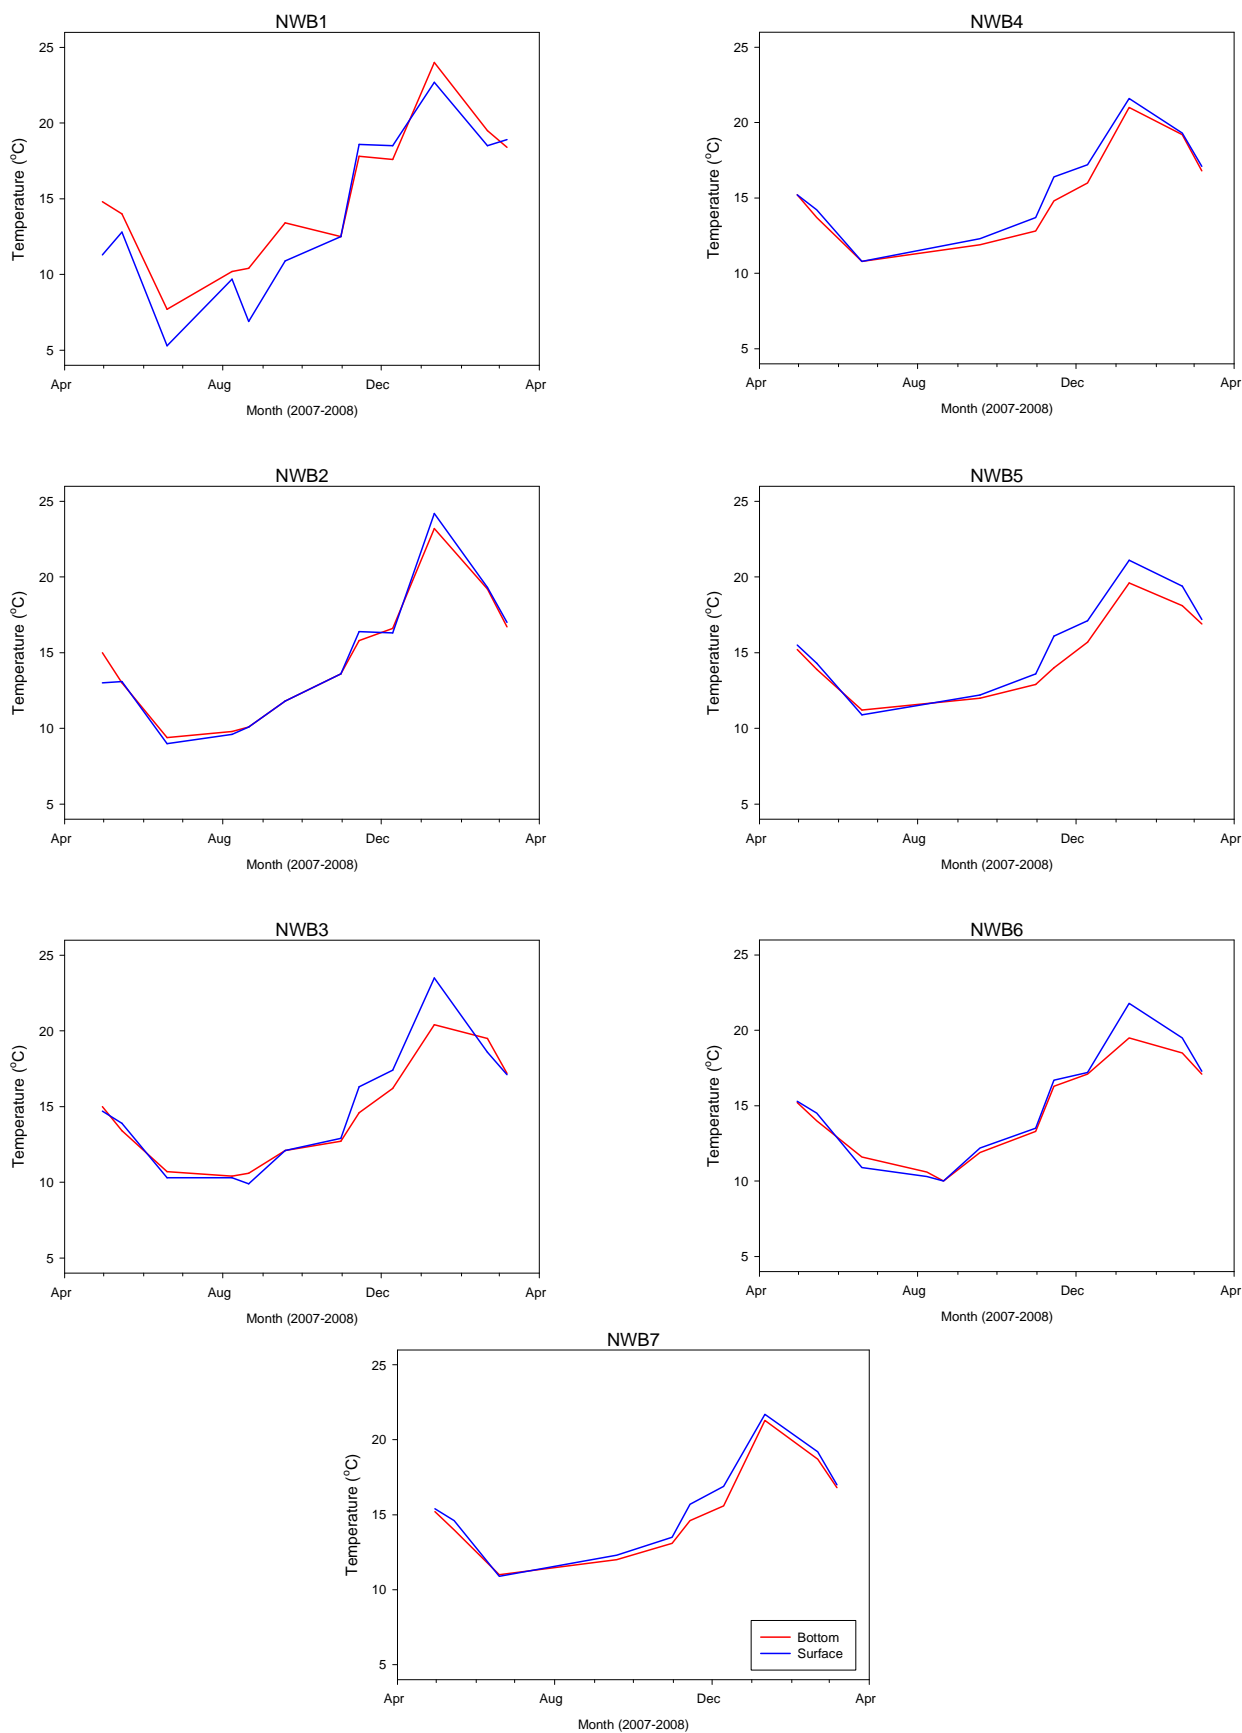 NWB1
25
20
15
10
5
Temperature (°C)
Apr Aug Dec Apr
Month (2007-2008)
NWB4
25
20
15
10
5
Temperature (°C)
Apr Aug Dec Apr
Month (2007-2008)
NWB2
25
20
15
10
5
Temperature (°C)
Apr Aug Dec Apr
Month (2007-2008)
NWB5
25
20
15
10
5
Temperature (°C)
Apr Aug Dec Apr
Month (2007-2008)
NWB3
25
20
15
10
5
Temperature (°C)
Apr Aug Dec Apr
Month (2007-2008)
NWB6
25
20
15
10
5
Temperature (°C)
Apr Aug Dec Apr
Month (2007-2008)
NWB7
25
20
15
10
5
Temperature (°C)
Apr Aug Dec Apr
Month (2007-2008)
Bottom
Surface